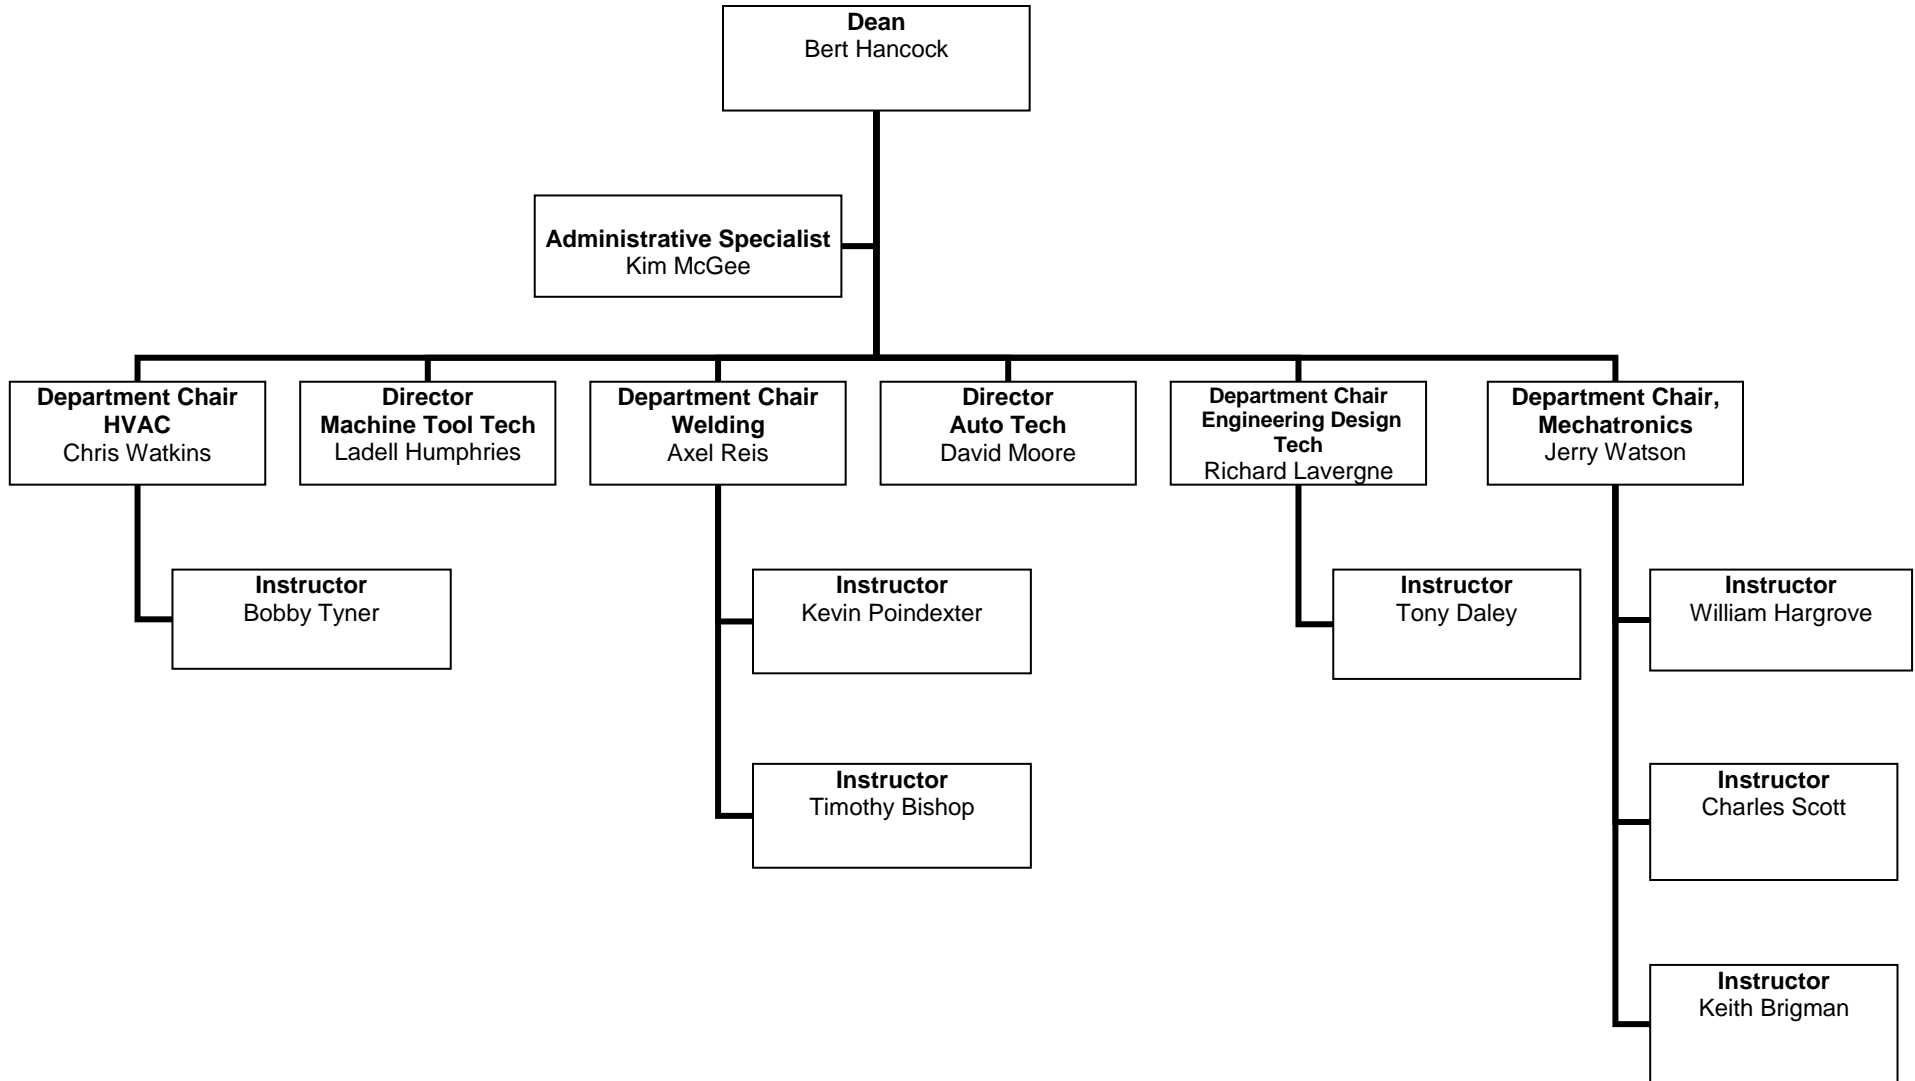 Dean
Bert Hancock
Administrative Specialist
Kim McGee
Department Chair
HVAC
Chris Watkins
Director
Machine Tool Tech
Ladell Humphries
Department Chair
Welding
Axel Reis
Director
Auto Tech
David Moore
Department Chair
Engineering Design
Tech
Richard Lavergne
Department Chair,
Mechatronics
Jerry Watson
Instructor
Bobby Tyner
Instructor
Kevin Poindexter
Instructor
Tony Daley
Instructor
William Hargrove
Instructor
Timothy Bishop
Instructor
Charles Scott
Instructor
Keith Brigman